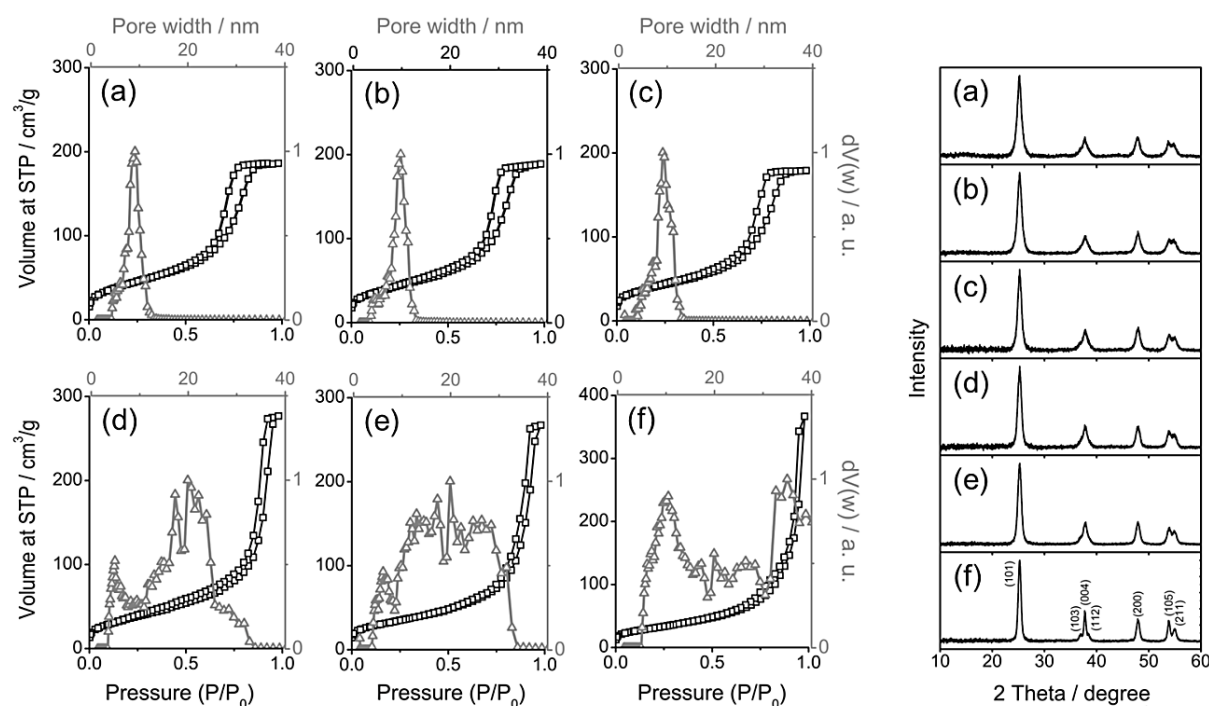 Pore width / nm
Pore width / nm
Pore width / nm
0 20 40
0 20 40
0 20 40
Volume at STP / cm³/g
300
200
100
0
(a)
0.0 0.5 1.0
1
0
300
200
100
0
(b)
0.0 0.5 1.0
1
0
300
200
100
0
(c)
0.0 0.5 1.0
1
0
dV(w) / a. u.
0 20 40
0 20 40
0 20 40
Volume at STP / cm³/g
300
200
100
0
(d)
0.0 0.5 1.0
1
0
300
200
100
0
(e)
0.0 0.5 1.0
1
0
400
300
200
100
0
(f)
0.0 0.5 1.0
1
0
dV(w) / a. u.
Pressure (P/P₀)
Pressure (P/P₀)
Pressure (P/P₀)
Intensity
(a)
(b)
(c)
(d)
(e)
(f)
(101)
(103)
(004)
(112)
(200)
(105)
(211)
10 20 30 40 50 60
2 Theta / degree